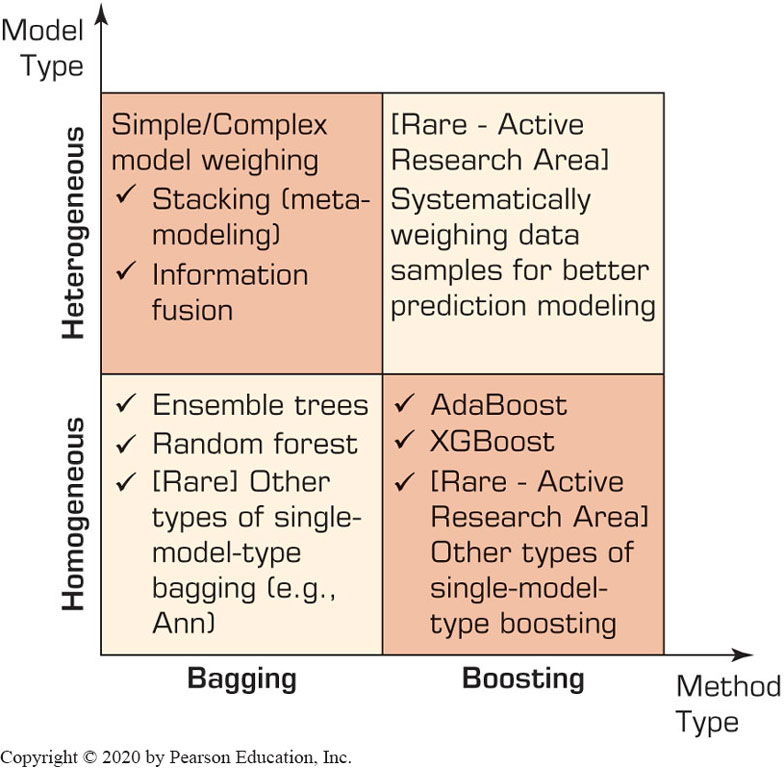 Model
Type
Heterogeneous
Simple/Complex
model weighing
✓ Stacking (meta-
modeling)
✓ Information
fusion
[Rare - Active
Research Area]
Systematically
weighing data
samples for better
prediction modeling
Homogeneous
✓ Ensemble trees
✓ Random forest
✓ [Rare] Other
types of single-
model-type
bagging (e.g.,
Ann)
✓ AdaBoost
✓ XGBoost
✓ [Rare - Active
Research Area]
Other types of
single-model-
type boosting
Bagging
Boosting
Method
Type
Copyright © 2020 by Pearson Education, Inc.